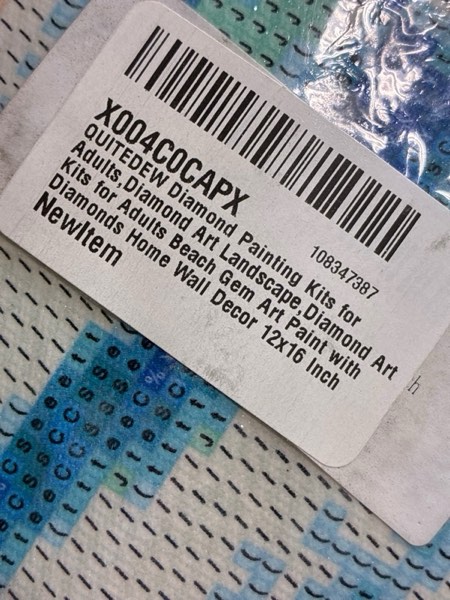 X004C0CAPX
108347387
OUITEDEW Diamond Painting Kits for
Adults,Diamond Art Landscape,Diamond Art
Kits for Adults Beach Gem Art Paint with
Diamonds Home Wall Decor 12x16 Inch
NewItem